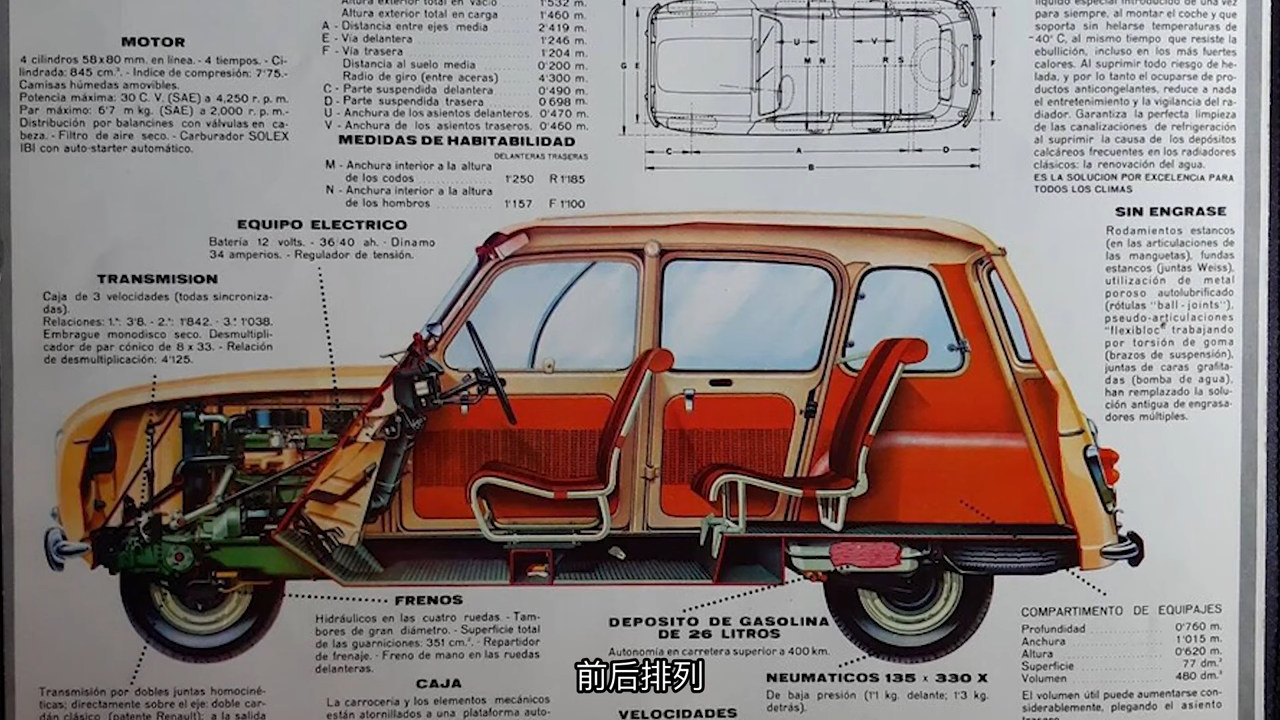 MOTOR
4 cilindros 58x80 mm. en línea. - 4 tiempos. - Ci-
lindrada: 845 cm.³. - Indice de compresión: 7'75.-
Camisas húmedas amovibles.
Potencia máxima: 30 C. V. (SAE) a 4,250 r. p. m.
Par máximo: 6'7 m kg. (SAE) a 2,000 r. p. m.-
Distribución por balancines con válvulas en ca-
beza. - Filtro de aire seco. - Carburador SOLEX
IBI con auto-starter automático.
Altura exterior total en vacío 1'532 m.
Altura exterior total en carga 1'460 m.
A - Distancia entre ejes media 2'419 m.
E - Vía delantera 1'246 m.
F - Vía trasera 1'204 m.
Distancia al suelo media 0'200 m.
Radio de giro (entre aceras) 4'300 m.
C - Parte suspendida delantera 0'490 m.
D - Parte suspendida trasera 0'698 m.
U - Anchura de los asientos delanteros. 0'470 m.
V - Anchura de los asientos traseros. 0'460 m.
MEDIDAS DE HABITABILIDAD
DELANTERAS TRASERAS
M - Anchura interior a la altura
de los codos 1'250 R 1'185
N - Anchura interior a la altura
de los hombros 1'157 F 1'100
G E U V M N R S F
C A D
B
líquido especial introducido de una vez
para siempre, al montar el coche y que
soporta sin helarse temperaturas de
-40° C, al mismo tiempo que resiste la
ebullición, incluso en los más fuertes
calores. Al suprimir todo riesgo de he-
lada, y por lo tanto el ocuparse de pro-
ductos anticongelantes, reduce a nada
el entretenimiento y la vigilancia del ra-
diador. Garantiza la perfecta limpieza
de las canalizaciones de refrigeración
al suprimir la causa de los depósitos
calcáreos frecuentes en los radiadores
clásicos: la renovación del agua.
ES LA SOLUCION POR EXCELENCIA PARA
TODOS LOS CLIMAS
SIN ENGRASE
Rodamientos estancos
(en las articulaciones de
las manguetas), fundas
estancos (juntas Weiss),
utilización de metal
poroso autolubrificado
(rótulas "ball - joints"),
pseudo-articulaciones
"flexibloc" trabajando
por torsión de goma
(brazos de suspensión),
juntas de caras grafita-
das (bomba de agua),
han remplazado la solu-
ción antigua de engrasa-
dores múltiples.
EQUIPO ELECTRICO
Batería 12 volts. - 36/40 ah. - Dinamo
34 amperios. - Regulador de tensión.
TRANSMISION
Caja de 3 velocidades (todas sincroniza-
das).
Relaciones: 1.ª: 3'8. - 2.ª: 1'842. - 3.ª: 1'038.
Embrague monodisco seco. Desmultipli-
cador de par cónico de 8 x 33. - Relación
de desmultiplicación: 4'125.
FRENOS
Hidráulicos en las cuatro ruedas. - Tam-
bores de gran diámetro. - Superficie total
de las guarniciones: 351 cm.². - Repartidor
de frenaje. - Freno de mano en las ruedas
delanteras.
DEPOSITO DE GASOLINA
DE 26 LITROS
Autonomía en carretera superior a 400 km.
COMPARTIMENTO DE EQUIPAJES
Profundidad 0'760 m.
Anchura 1'015 m.
Altura 0'620 m.
Superficie 77 dm.²
Volumen 480 dm.³
El volumen útil puede aumentarse con-
siderablemente, plegando el asiento
trasero.
NEUMATICOS 135 x 330 X
De baja presión (1'1 kg. delante; 1'3 kg.
detrás).
Transmisión por dobles juntas homociné-
ticas; directamente sobre el eje: doble car-
dán clásico (patente Renault); a la salida
CAJA
La carrocería y los elementos mecánicos
están atornillados a una plataforma auto-
VELOCIDADES
前后排列